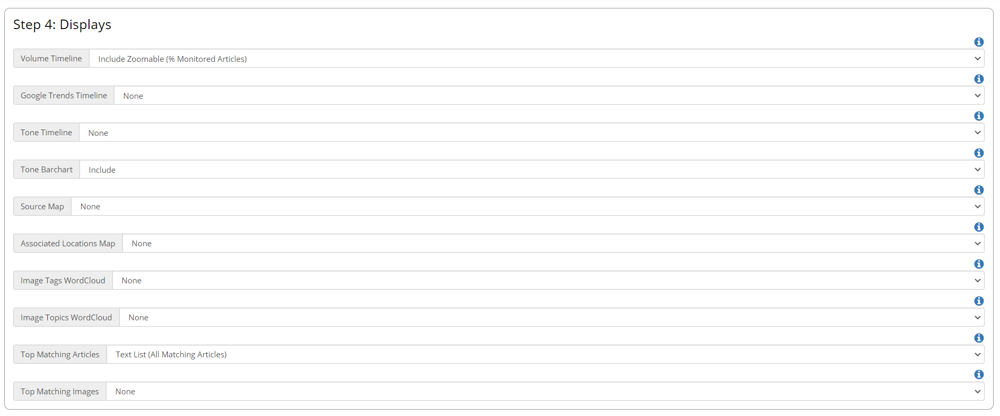 Step 4: Displays
Volume Timeline Include Zoomable (% Monitored Articles)
Google Trends Timeline None
Tone Timeline None
Tone Barchart Include
Source Map None
Associated Locations Map None
Image Tags WordCloud None
Image Topics WordCloud None
Top Matching Articles Text List (All Matching Articles)
Top Matching Images None